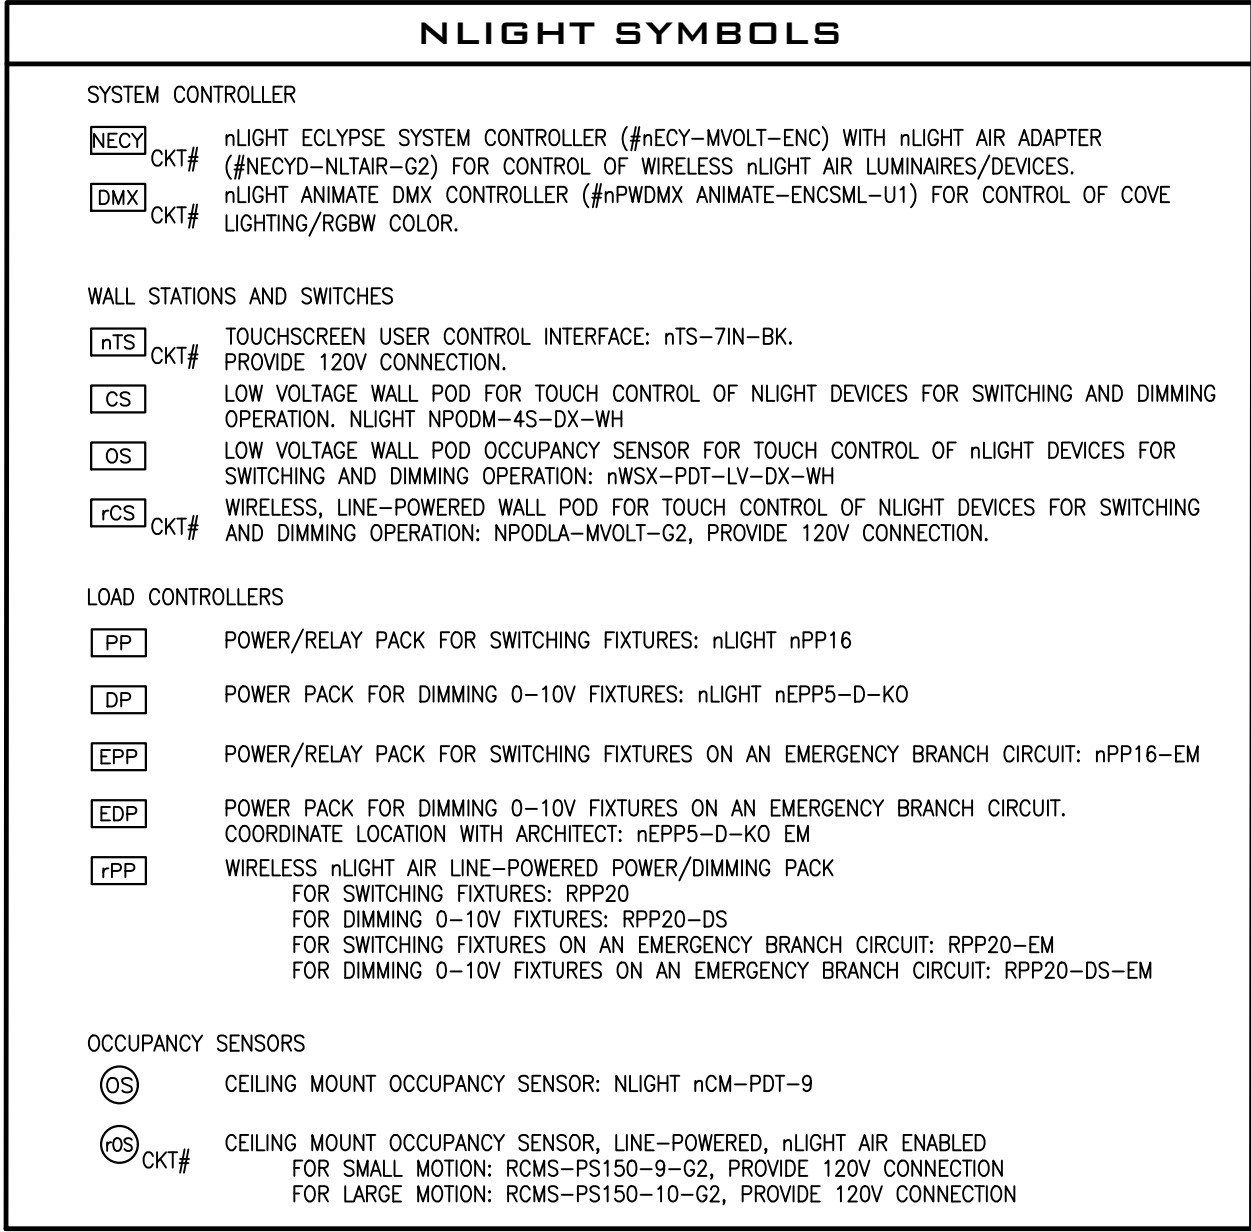 NLIGHT SYMBOLS
SYSTEM CONTROLLER
NECY CKT# nLIGHT ECLYPSE SYSTEM CONTROLLER (#nECY-MVOLT-ENC) WITH nLIGHT AIR ADAPTER
(#NECYD-NLTAIR-G2) FOR CONTROL OF WIRELESS nLIGHT AIR LUMINAIRES/DEVICES.
DMX CKT# nLIGHT ANIMATE DMX CONTROLLER (#nPWDMX ANIMATE-ENCSML-U1) FOR CONTROL OF COVE
LIGHTING/RGBW COLOR.
WALL STATIONS AND SWITCHES
nTS CKT# TOUCHSCREEN USER CONTROL INTERFACE: nTS-7IN-BK.
PROVIDE 120V CONNECTION.
CS LOW VOLTAGE WALL POD FOR TOUCH CONTROL OF NLIGHT DEVICES FOR SWITCHING AND DIMMING
OPERATION. NLIGHT NPODM-4S-DX-WH
OS LOW VOLTAGE WALL POD OCCUPANCY SENSOR FOR TOUCH CONTROL OF nLIGHT DEVICES FOR
SWITCHING AND DIMMING OPERATION: nWSX-PDT-LV-DX-WH
rCS CKT# WIRELESS, LINE-POWERED WALL POD FOR TOUCH CONTROL OF NLIGHT DEVICES FOR SWITCHING
AND DIMMING OPERATION: NPODLA-MVOLT-G2, PROVIDE 120V CONNECTION.
LOAD CONTROLLERS
PP POWER/RELAY PACK FOR SWITCHING FIXTURES: nLIGHT nPP16
DP POWER PACK FOR DIMMING 0-10V FIXTURES: nLIGHT nEPP5-D-KO
EPP POWER/RELAY PACK FOR SWITCHING FIXTURES ON AN EMERGENCY BRANCH CIRCUIT: nPP16-EM
EDP POWER PACK FOR DIMMING 0-10V FIXTURES ON AN EMERGENCY BRANCH CIRCUIT.
COORDINATE LOCATION WITH ARCHITECT: nEPP5-D-KO EM
rPP WIRELESS nLIGHT AIR LINE-POWERED POWER/DIMMING PACK
FOR SWITCHING FIXTURES: RPP20
FOR DIMMING 0-10V FIXTURES: RPP20-DS
FOR SWITCHING FIXTURES ON AN EMERGENCY BRANCH CIRCUIT: RPP20-EM
FOR DIMMING 0-10V FIXTURES ON AN EMERGENCY BRANCH CIRCUIT: RPP20-DS-EM
OCCUPANCY SENSORS
OS CEILING MOUNT OCCUPANCY SENSOR: NLIGHT nCM-PDT-9
rOS CKT# CEILING MOUNT OCCUPANCY SENSOR, LINE-POWERED, nLIGHT AIR ENABLED
FOR SMALL MOTION: RCMS-PS150-9-G2, PROVIDE 120V CONNECTION
FOR LARGE MOTION: RCMS-PS150-10-G2, PROVIDE 120V CONNECTION